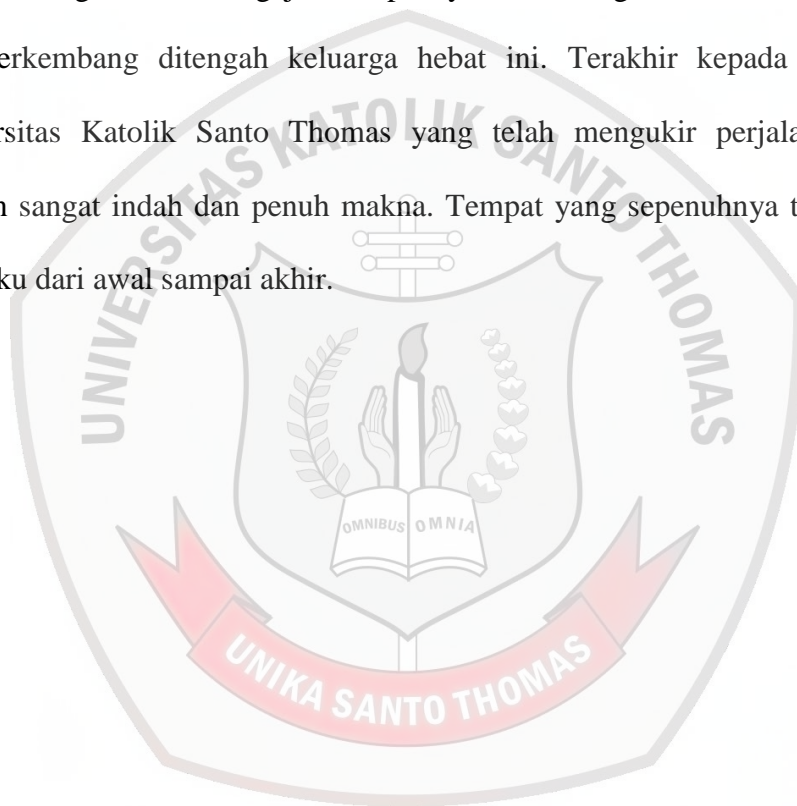 erkembang ditengah keluarga hebat ini. Terakhir kepada
rsitas Katolik Santo Thomas yang telah mengukir perjala
n sangat indah dan penuh makna. Tempat yang sepenuhnya t
ku dari awal sampai akhir.
UNIVERSITAS KATOLIK SANTO THOMAS
OMNIBUS OMNIA
UNIKA SANTO THOMAS